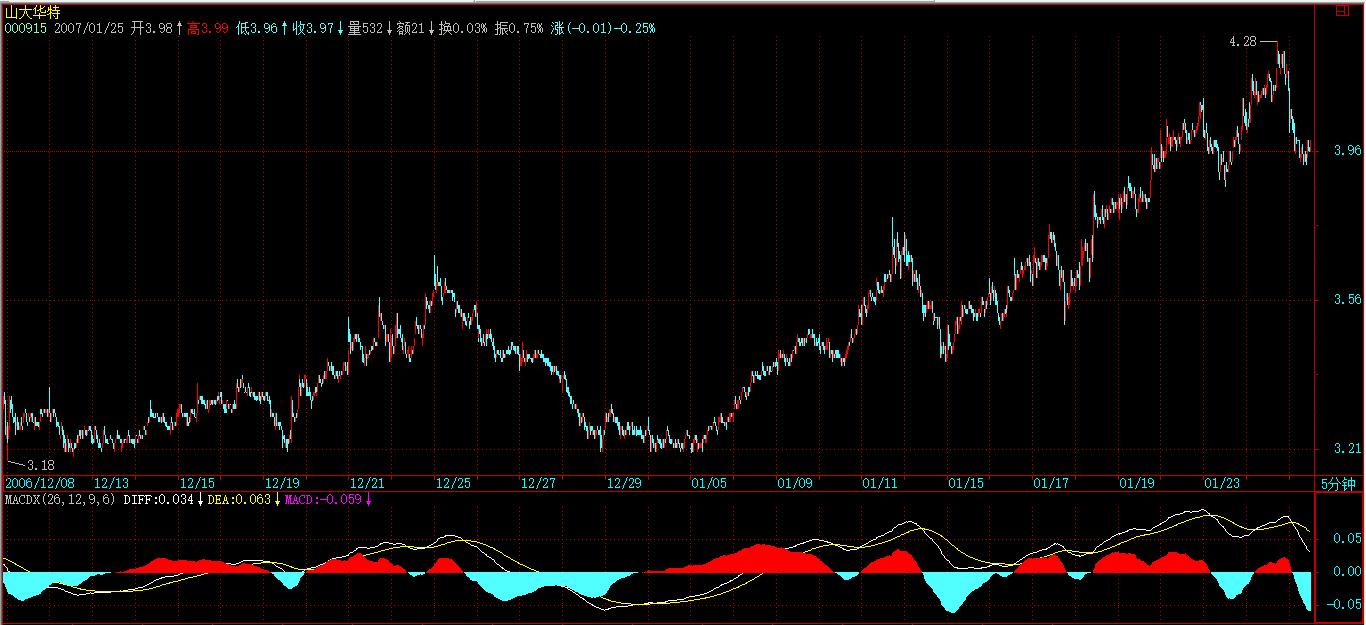 山大华特
000915 2007/01/25 开3.98↑高3.99 低3.96↑收3.97↓量532↓额21↓换0.03% 振0.75% 涨(-0.01)-0.25%
4.28
3.96
3.56
3.21
3.18
2006/12/08 12/13 12/15 12/19 12/21 12/25 12/27 12/29 01/05 01/09 01/11 01/15 01/17 01/19 01/23 5分钟
MACDX(26,12,9,6) DIFF:0.034↓DEA:0.063↓MACD:-0.059↓
0.05
0.00
-0.05